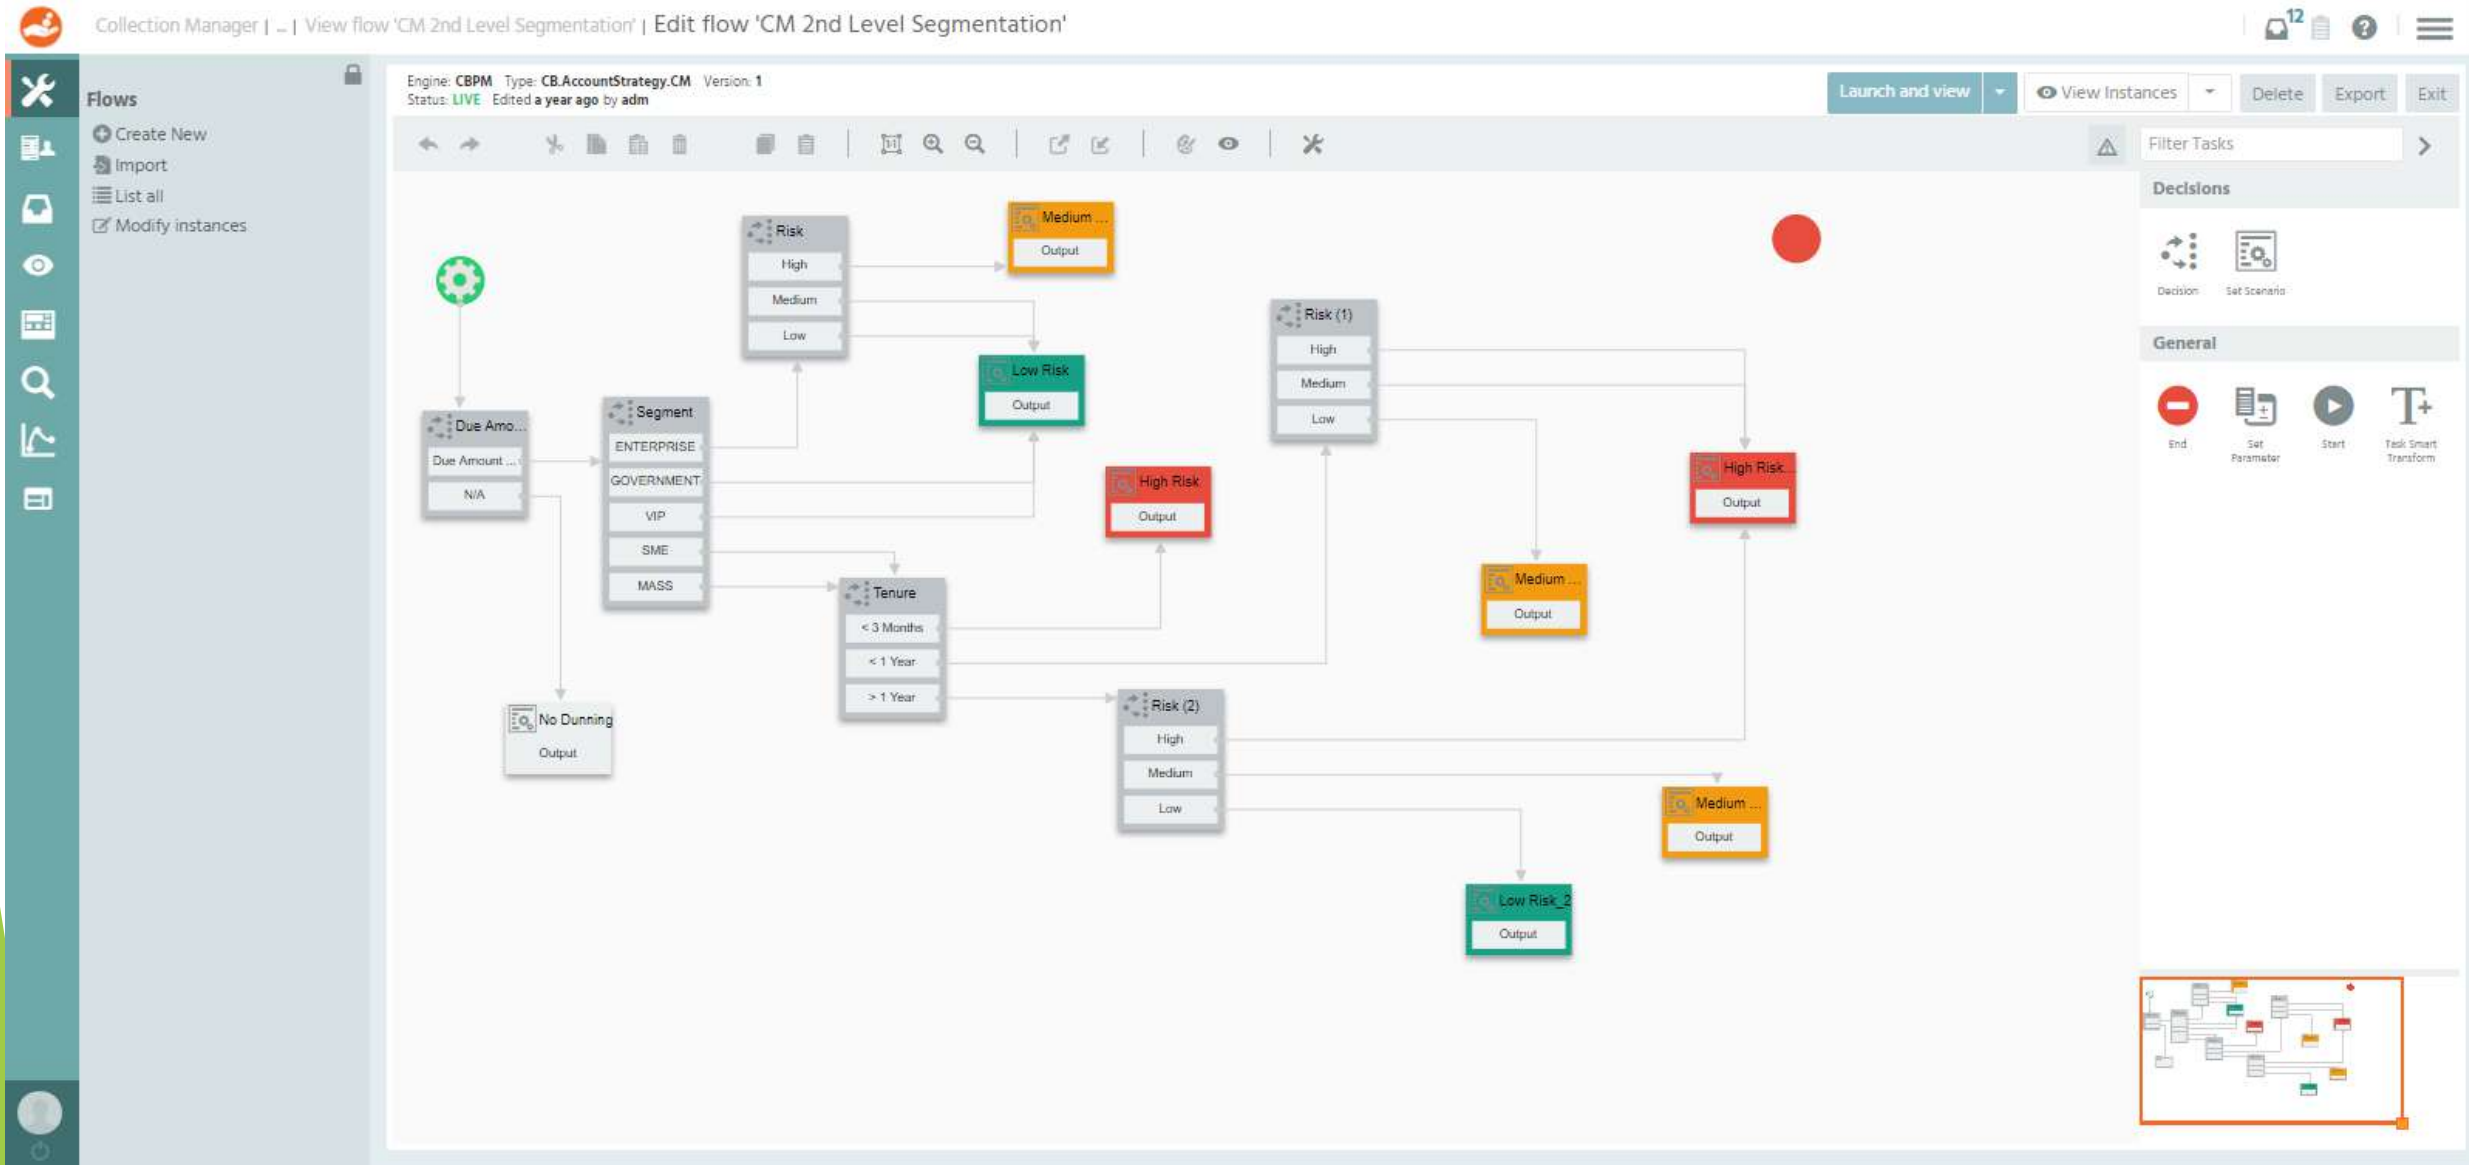 Collection Manager | ... | View flow 'CM 2nd Level Segmentation' | Edit flow 'CM 2nd Level Segmentation'
12
Flows
Create New
Import
List all
Modify instances
Engine: CBPM Type: CB.AccountStrategy.CM Version: 1
Status: LIVE Edited a year ago by adm
Launch and view
View Instances
Delete
Export
Exit
1:1
Filter Tasks
Decisions
Decision
Set Scenario
General
End
Set Parameter
Start
Task Smart Transform
Due Amo...
Due Amount ...
N/A
No Dunning
Output
Segment
ENTERPRISE
GOVERNMENT
VIP
SME
MASS
Risk
High
Medium
Low
Medium ...
Output
Low Risk
Output
Tenure
< 3 Months
< 1 Year
> 1 Year
High Risk
Output
Risk (1)
High
Medium
Low
Medium ...
Output
High Risk...
Output
Risk (2)
High
Medium
Low
Medium ...
Output
Low Risk_2
Output